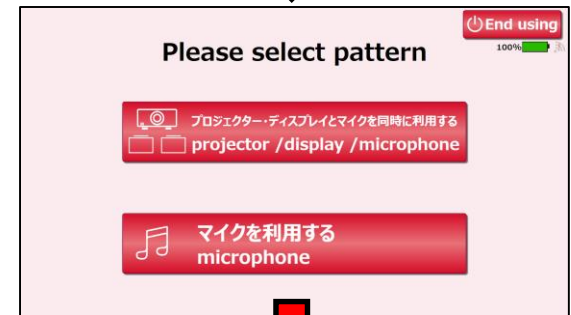 End using
100%
Please select pattern
プロジェクター・ディスプレイとマイクを同時に利用する
projector /display /microphone
マイクを利用する
microphone